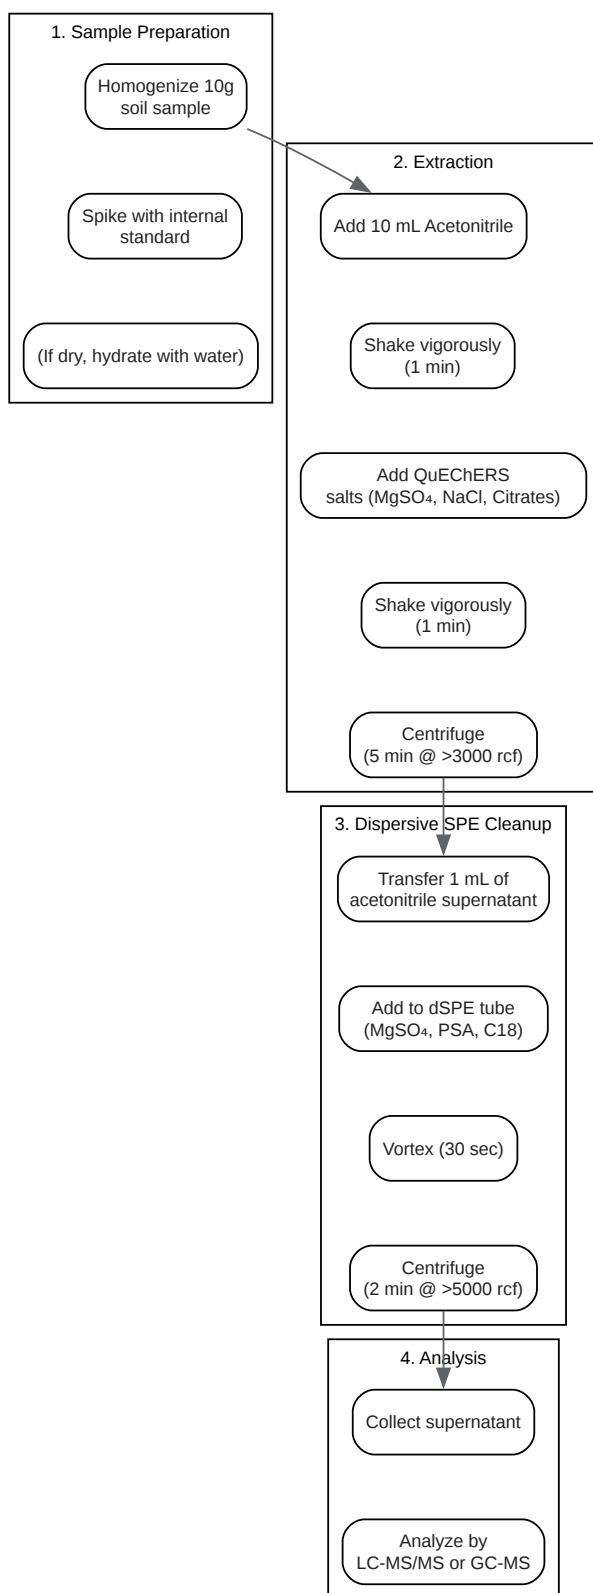 1. Sample Preparation
Homogenize 10g
soil sample
Spike with internal
standard
(If dry, hydrate with water)
2. Extraction
Add 10 mL Acetonitrile
Shake vigorously
(1 min)
Add QuEChERS
salts (MgSO₄, NaCl, Citrates)
Shake vigorously
(1 min)
Centrifuge
(5 min @ >3000 rcf)
3. Dispersive SPE Cleanup
Transfer 1 mL of
acetonitrile supernatant
Add to dSPE tube
(MgSO₄, PSA, C18)
Vortex (30 sec)
Centrifuge
(2 min @ >5000 rcf)
4. Analysis
Collect supernatant
Analyze by
LC-MS/MS or GC-MS